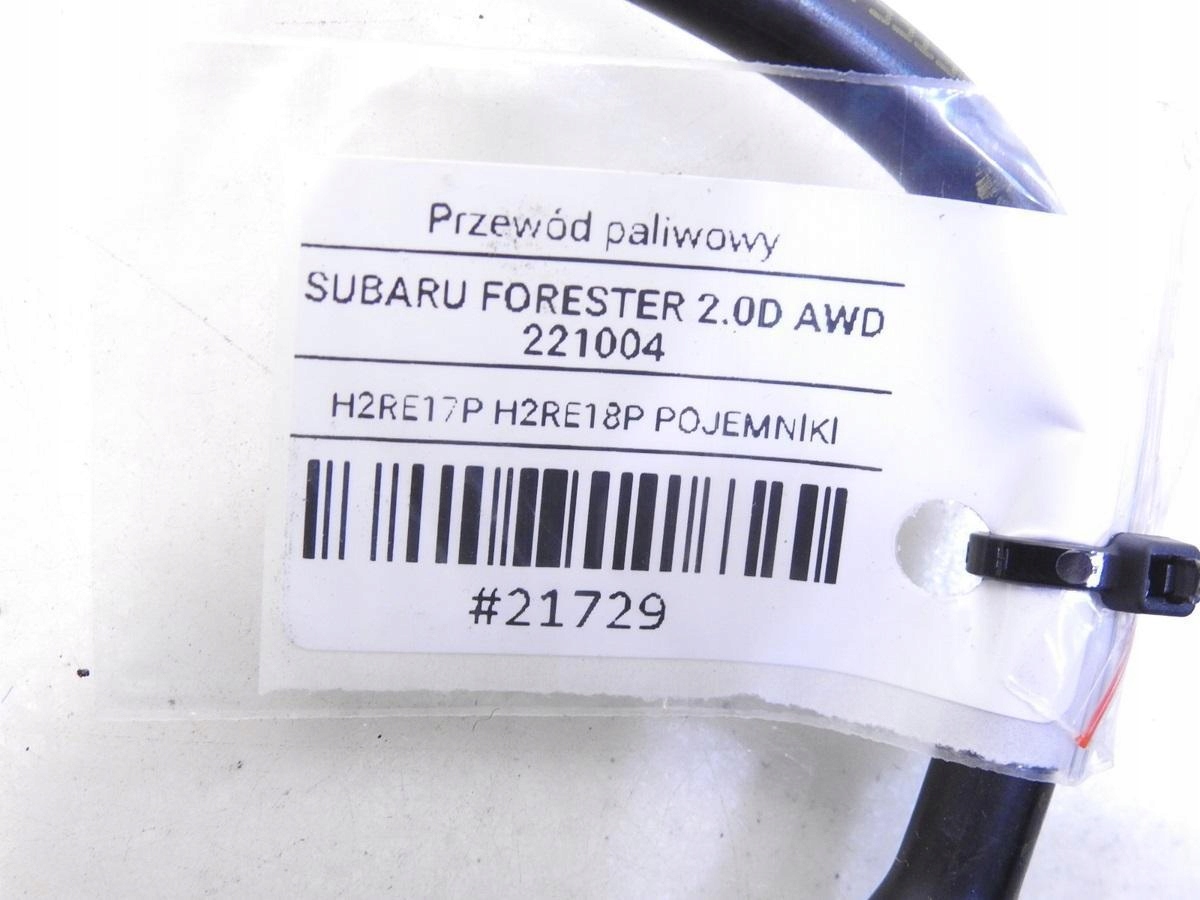 Przewód paliwowy
SUBARU FORESTER 2.0D AWD
221004
H2RE17P H2RE18P POJEMNIKI
#21729